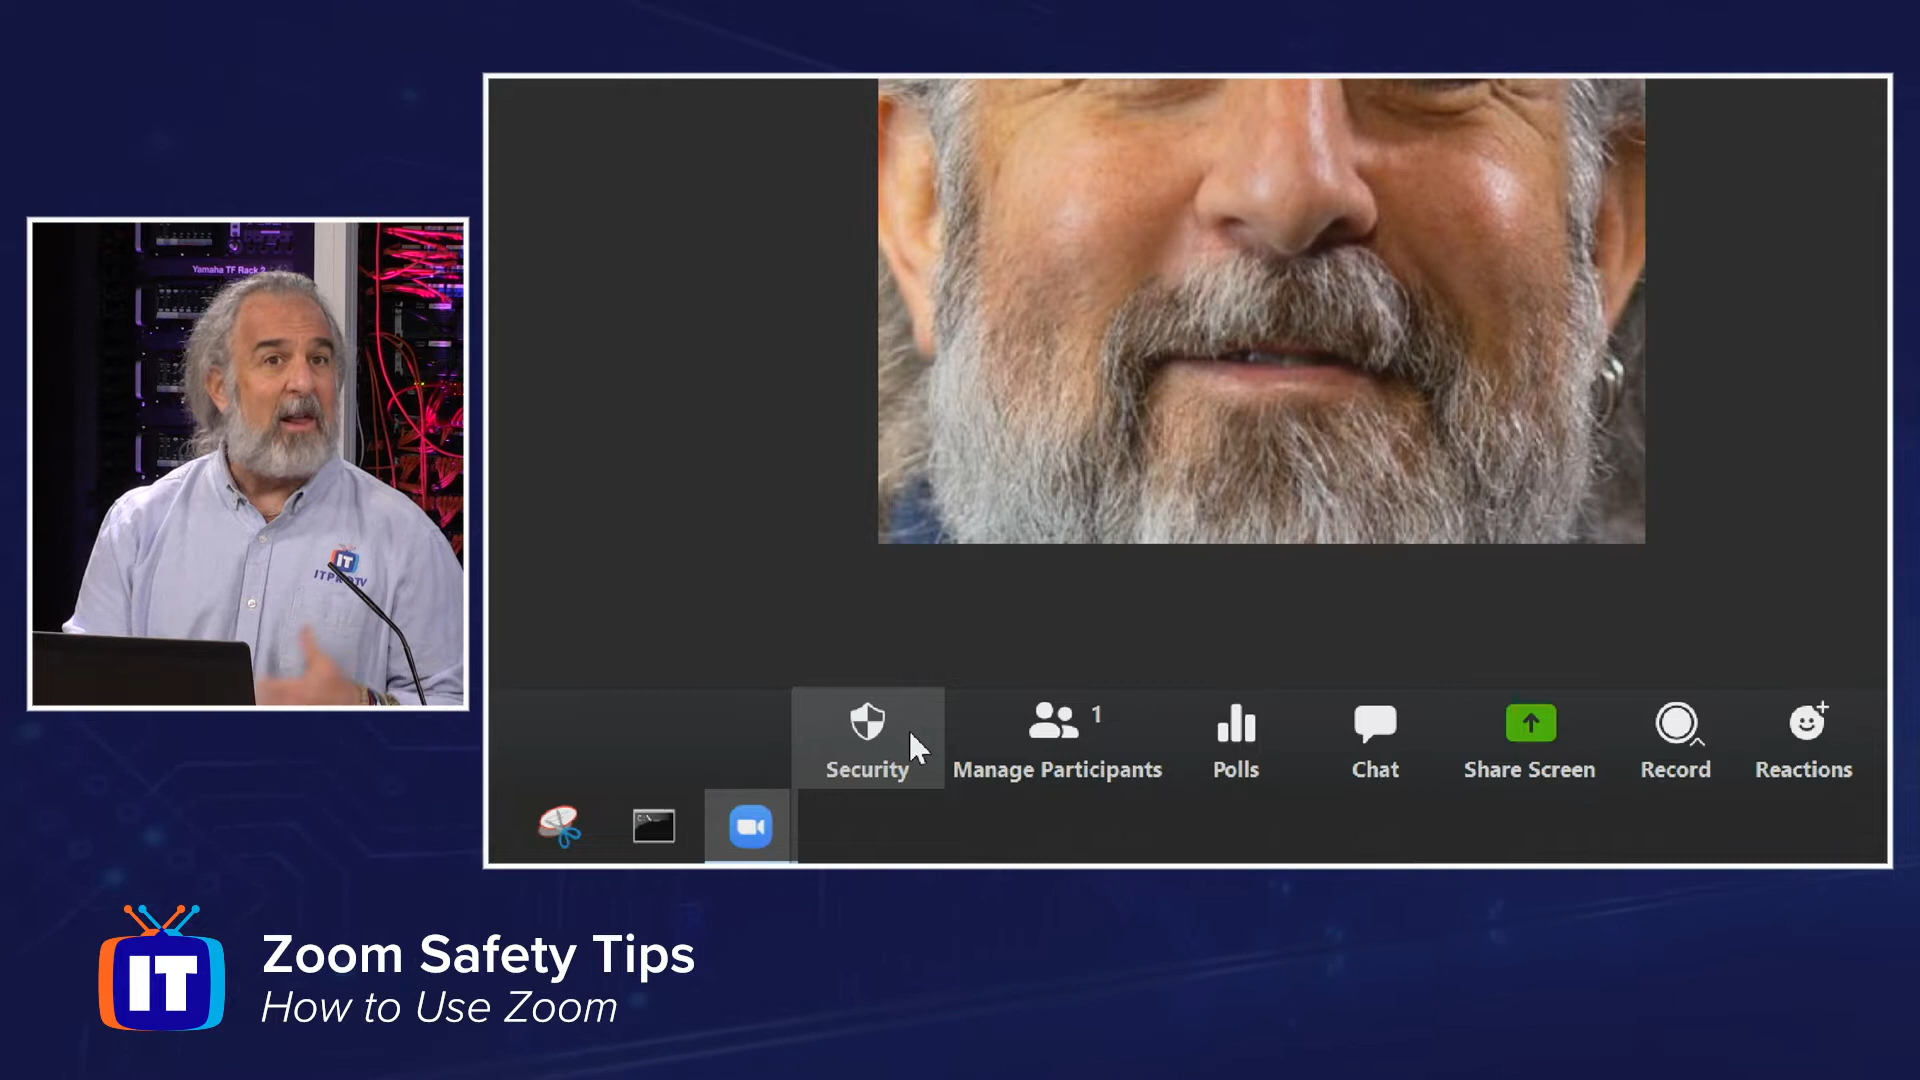 Yamaha TF Rack 2
IT
ITPROTV
1
Security
Manage Participants
Polls
Chat
Share Screen
Record
Reactions
C:\
IT
Zoom Safety Tips
How to Use Zoom